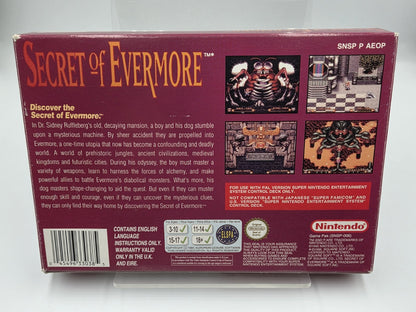 SECRET of EVERMORE™
SNSP P AEOP
Discover the
Secret of Evermore.™
In Dr. Sidney Ruffleberg's old, decaying mansion, a boy and his dog stumble
upon a mysterious machine. By sheer accident they are propelled into
Evermore, a one-time utopia that now has become a confounding and deadly
world. A world of prehistoric jungles, ancient civilizations, medieval
kingdoms and futuristic cities. During his odyssey, the boy must master a
variety of weapons, learn to harness the forces of alchemy, and make
powerful allies to battle Evermore's diabolical monsters. What's more, his
dog masters shape-changing to aid the quest. But even if they can muster
enough skill and courage, even if they can uncover the mysterious clues,
they can only find their way home by discovering the Secret of Evermore.™
FOR USE WITH PAL VERSION SUPER NINTENDO ENTERTAINMENT
SYSTEM CONTROL DECK ONLY.
NOT COMPATIBLE WITH JAPANESE "SUPER FAMICOM" AND
U.S. VERSION "SUPER NINTENDO ENTERTAINMENT SYSTEM"
CONTROL DECK.
CONTAINS ENGLISH
LANGUAGE
INSTRUCTIONS ONLY.
WARRANTY VALID
ONLY IN THE U.K.
AND EIRE.
3-10
11-14
15-17
18+
ELSPA
Nintendo
Game Pak (SNSP-006)